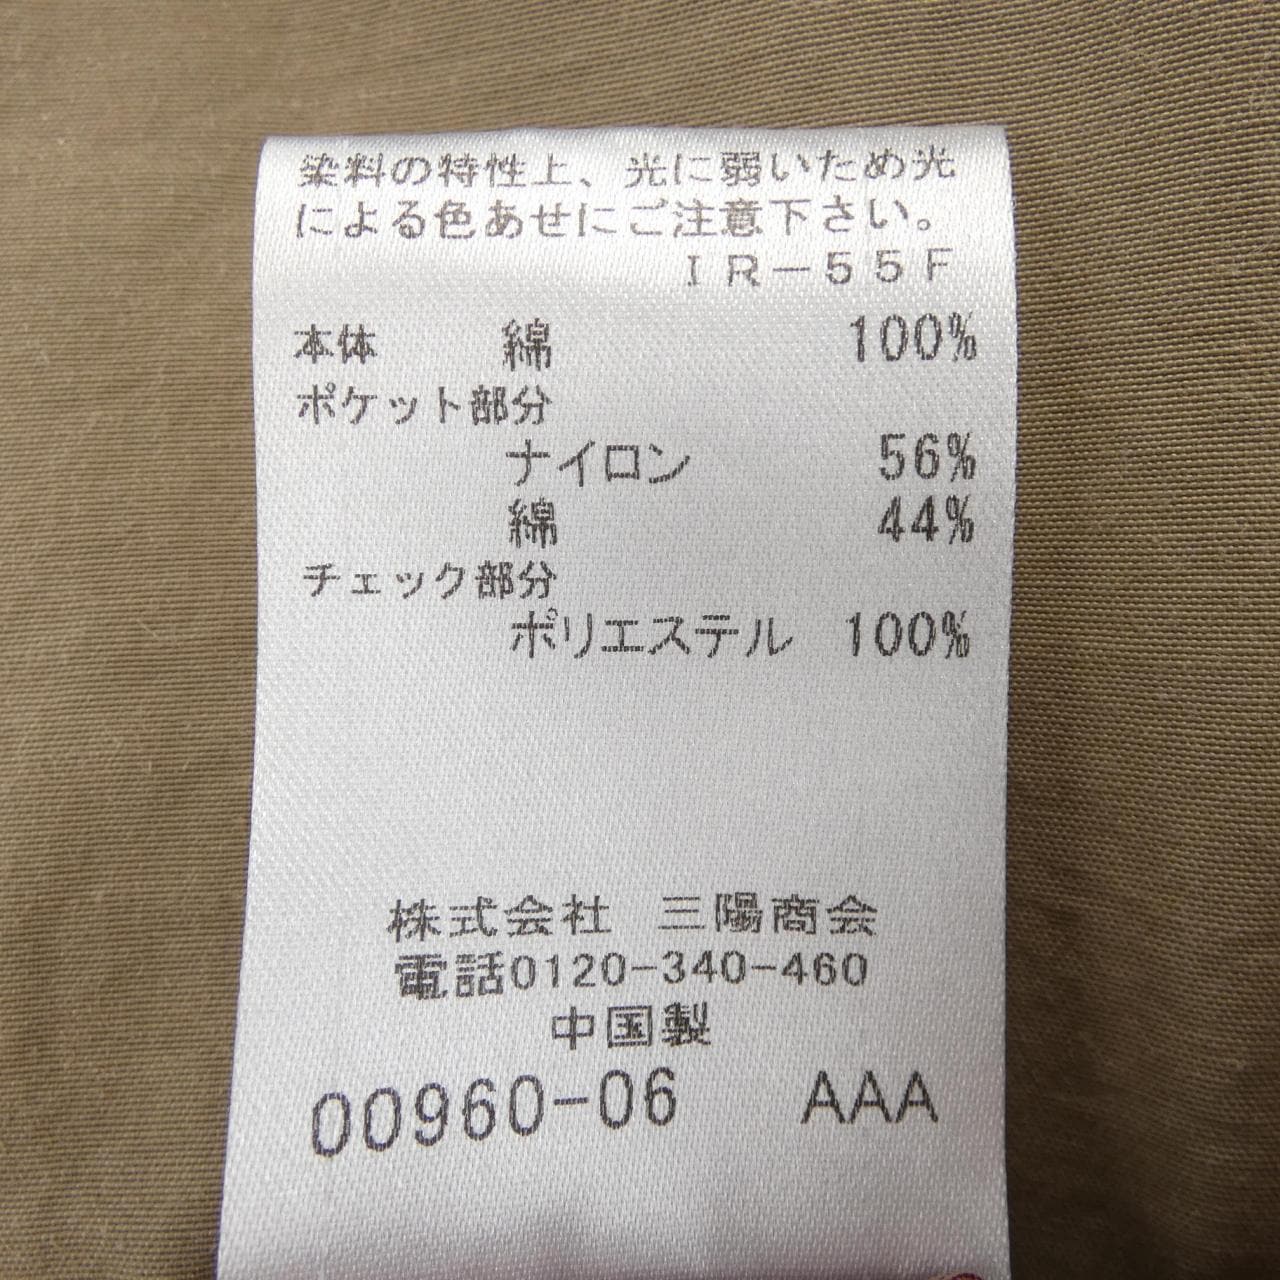 染料の特性上、光に弱いため光
による色あせにご注意下さい。
IR-55F
本体 綿 100%
ポケット部分
ナイロン 56%
綿 44%
チェック部分
ポリエステル 100%
株式会社 三陽商会
電話0120-340-460
中国製
00960-06 AAA